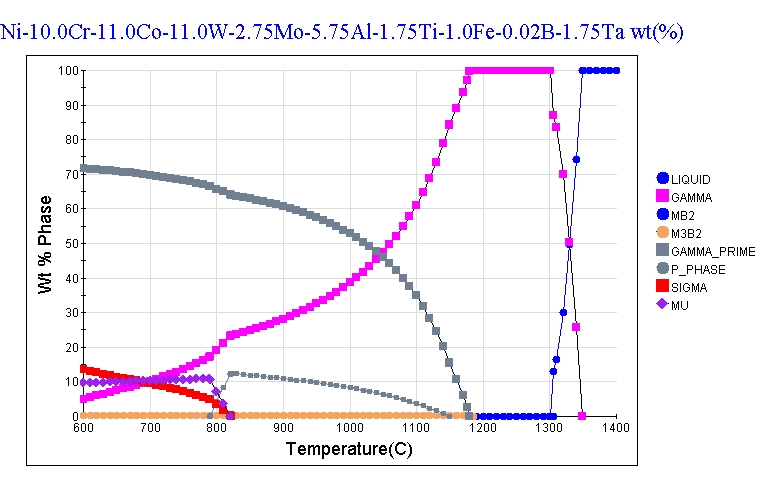 Ni-10.0Cr-11.0Co-11.0W-2.75Mo-5.75Al-1.75Ti-1.0Fe-0.02B-1.75Ta wt(%)
100
90
80
70
60
50
40
30
20
10
0
Wt % Phase
600 700 800 900 1000 1100 1200 1300 1400
Temperature(C)
LIQUID
GAMMA
MB2
M3B2
GAMMA_PRIME
P_PHASE
SIGMA
MU